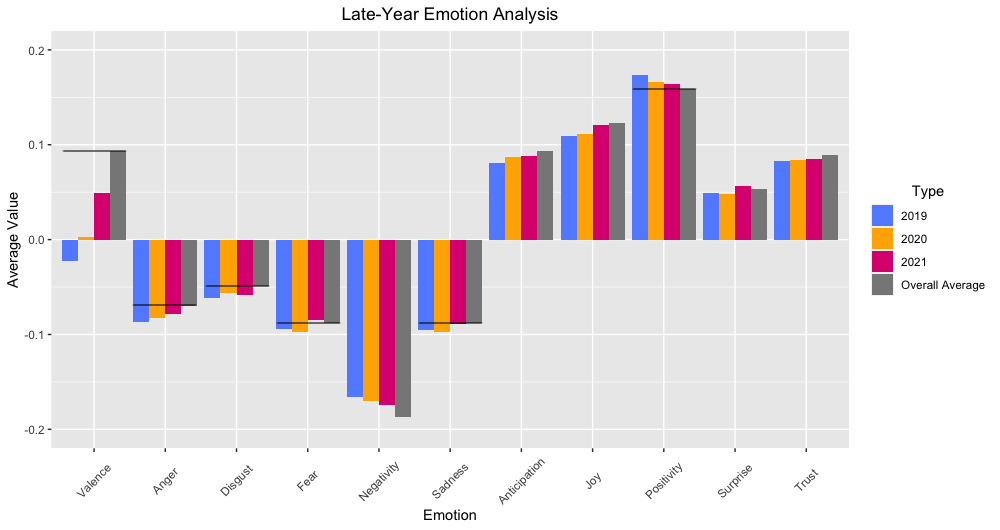 Late-Year Emotion Analysis
0.2
0.1
0.0
-0.1
-0.2
Average Value
Valence
Anger
Disgust
Fear
Negativity
Sadness
Anticipation
Joy
Positivity
Surprise
Trust
Emotion
Type
2019
2020
2021
Overall Average